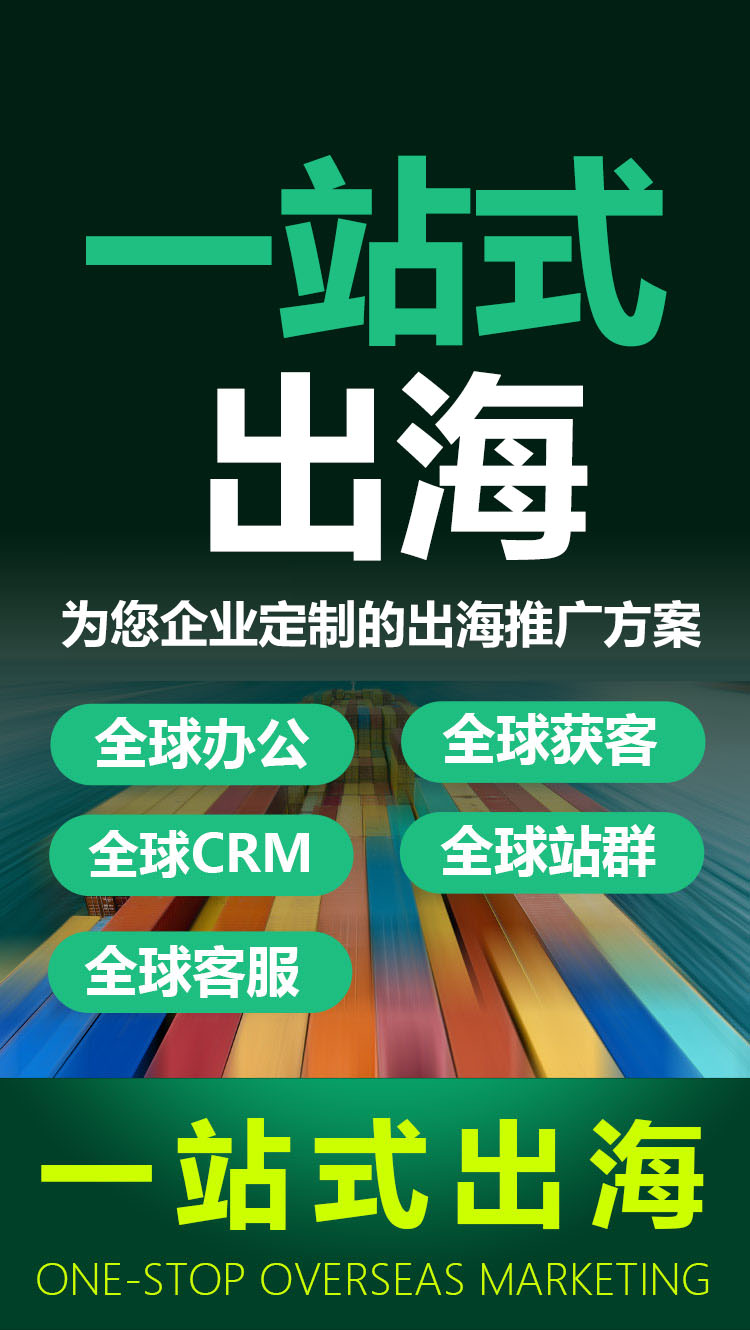 一站式
出海
为您企业定制的出海推广方案
全球办公
全球获客
全球CRM
全球站群
全球客服
一站式出海
ONE-STOP OVERSEAS MARKETING